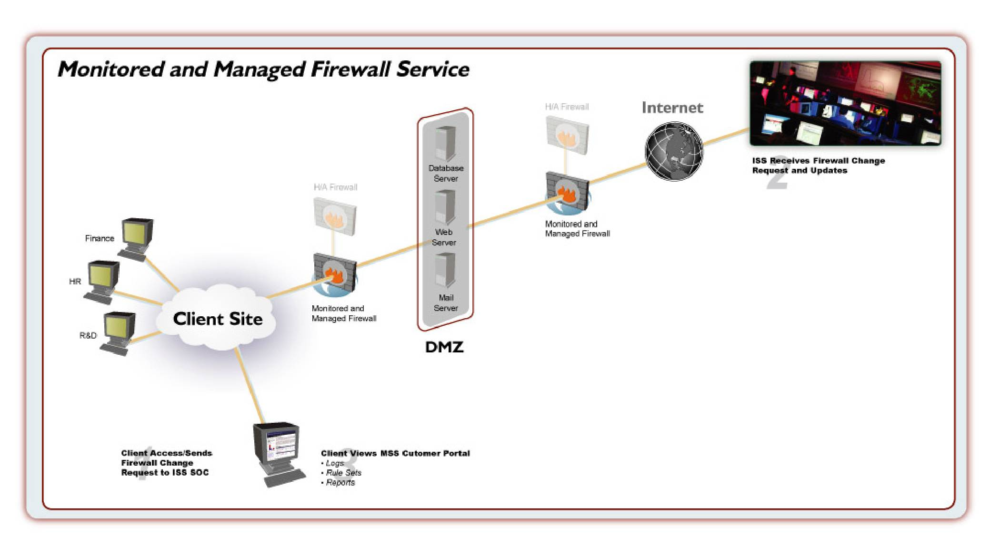 Monitored and Managed Firewall Service
H/A Firewall
Internet
Database
Server
ISS Receives Firewall Change
Request and Updates
2
H/A Firewall
Monitored and
Managed Firewall
Web
Server
Finance
HR
Mail
Server
Monitored and
Managed Firewall
Client Site
R&D
DMZ
1
Client Access/Sends
Firewall Change
Request to ISS SOC
3
Client Views MSS Cutomer Portal
• Logs
• Rule Sets
• Reports